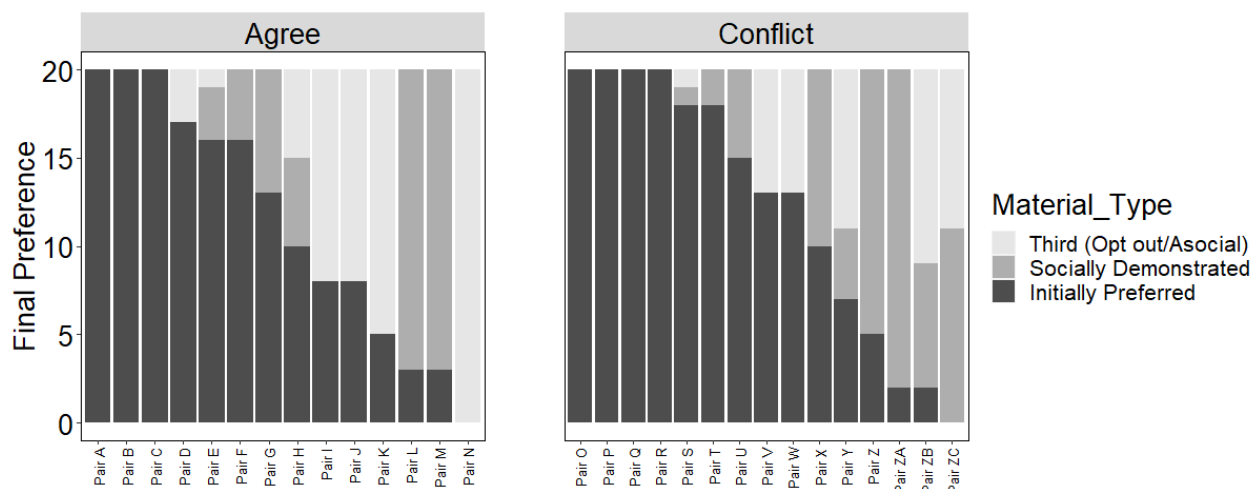 Agree
Conflict
Final Preference
20
15
10
5
0
Pair A
Pair B
Pair C
Pair D
Pair E
Pair F
Pair G
Pair H
Pair I
Pair J
Pair K
Pair L
Pair M
Pair N
Pair O
Pair P
Pair Q
Pair R
Pair S
Pair T
Pair U
Pair V
Pair W
Pair X
Pair Y
Pair Z
Pair ZA
Pair ZB
Pair ZC
Material_Type
Third (Opt out/Asocial)
Socially Demonstrated
Initially Preferred